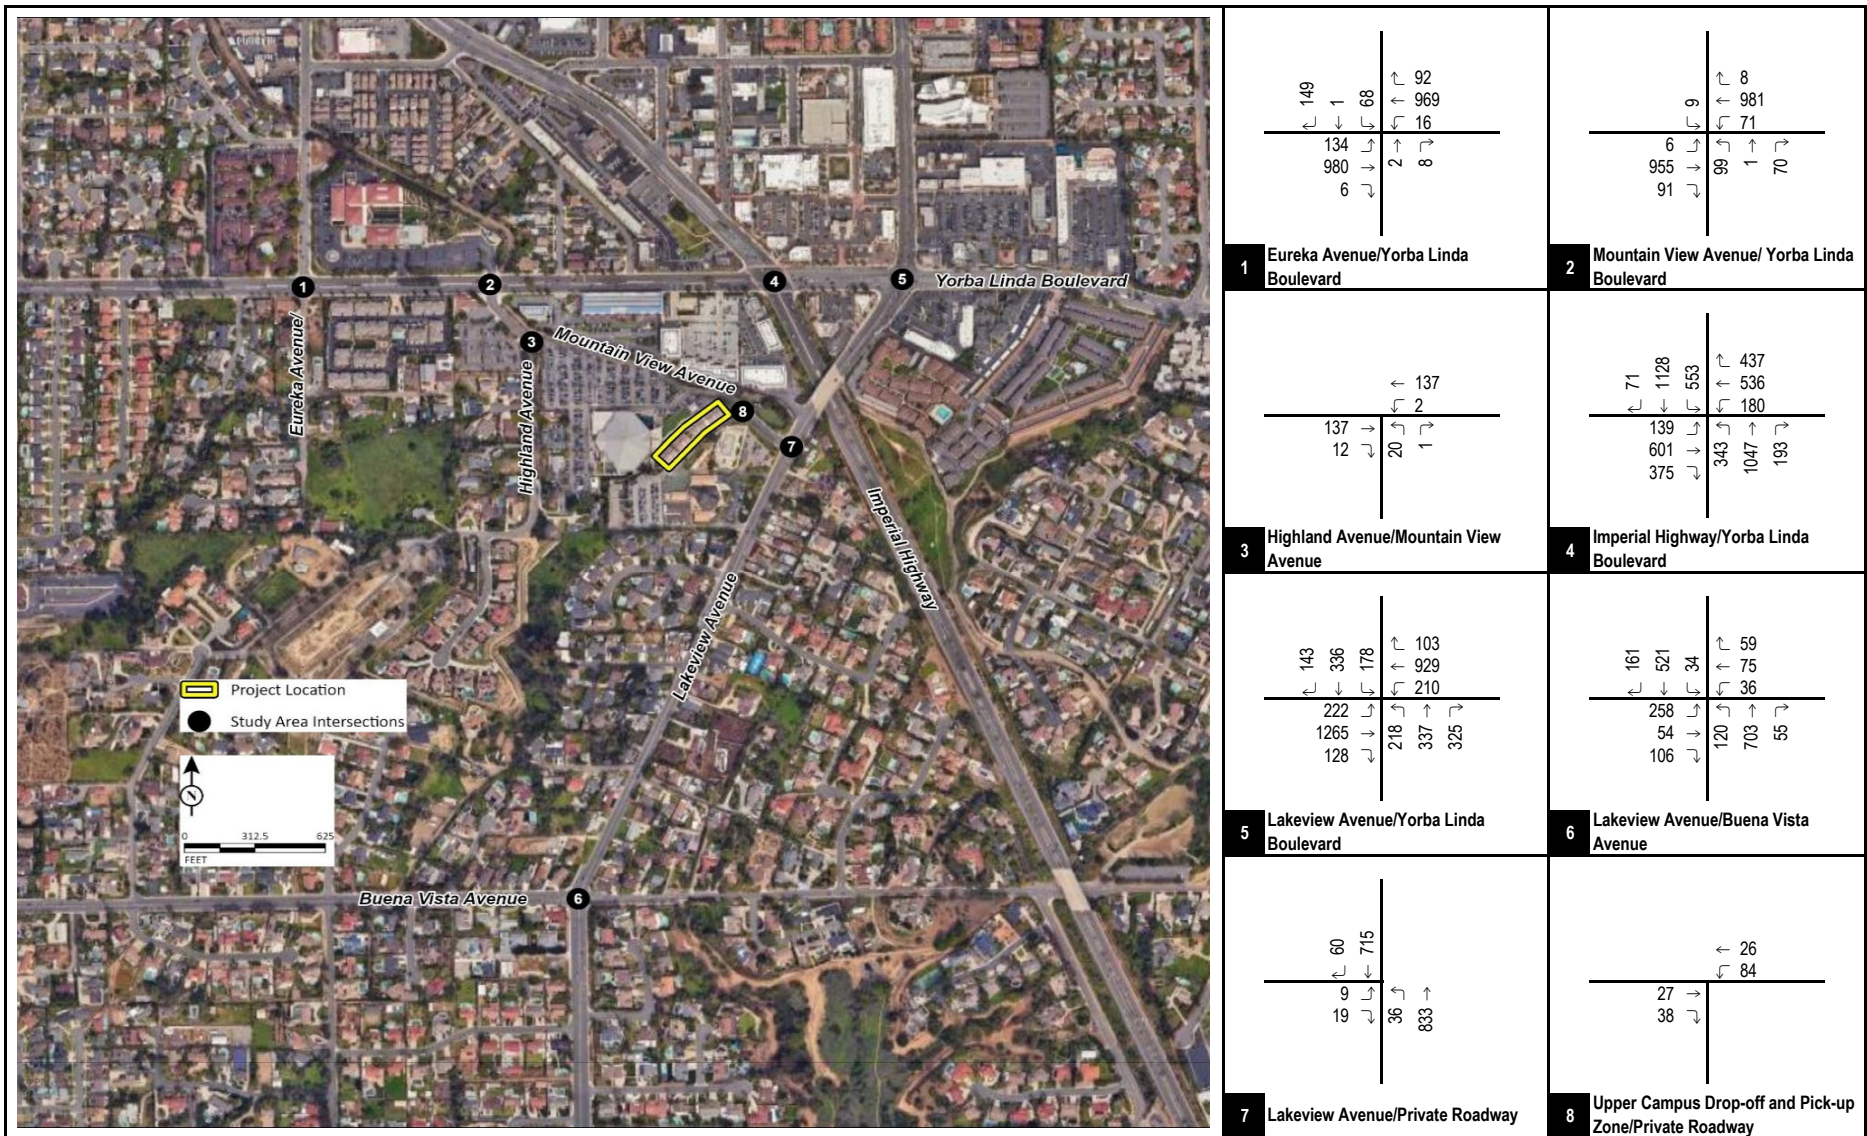 1
2
3
4
5
8
7
6
Yorba Linda Boulevard
Eureka Avenue/
Mountain View Avenue
Highland Avenue
Imperial Highway
Lakeview Avenue
Buena Vista Avenue
Project Location
Study Area Intersections
N
0 312.5 625
FEET
149 1 68
92
969
16
134
980
6
2 8
1 Eureka Avenue/Yorba Linda
Boulevard
9
8
981
71
6
955
91
99 1 70
2 Mountain View Avenue/ Yorba Linda
Boulevard
137
2
137
12
20 1
3 Highland Avenue/Mountain View
Avenue
71 1128 553
437
536
180
139
601
375
343 1047 193
4 Imperial Highway/Yorba Linda
Boulevard
143 336 178
103
929
210
222
1265
128
218 337 325
5 Lakeview Avenue/Yorba Linda
Boulevard
161 521 34
59
75
36
258
54
106
120 703 55
6 Lakeview Avenue/Buena Vista
Avenue
60 715
9
19
36 833
7 Lakeview Avenue/Private Roadway
26
84
27
38
8 Upper Campus Drop-off and Pick-up
Zone/Private Roadway